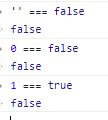 > '' === false
false
> 0 === false
false
> 1 === true
false